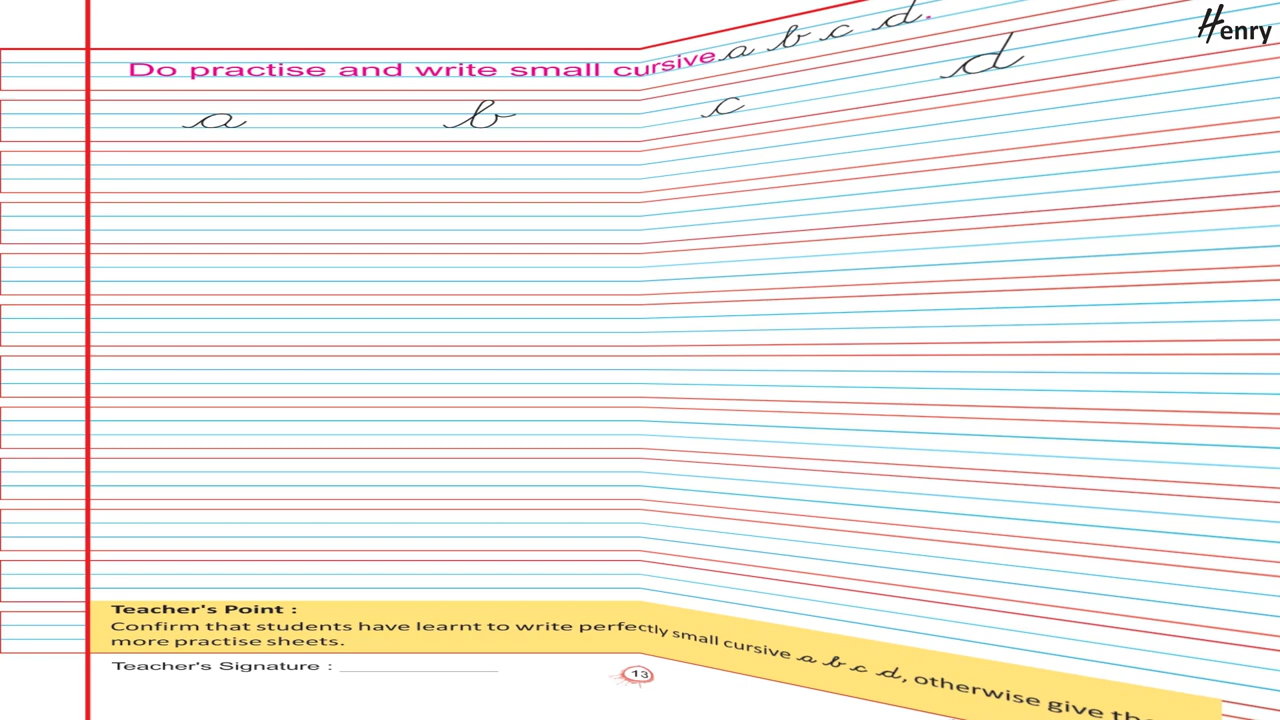 Henry
Do practise and write small cursive a b c d.
a b c d
Teacher's Point :
Confirm that students have learnt to write perfectly small cursive a b c d, otherwise give
more practise sheets.
Teacher's Signature :
13